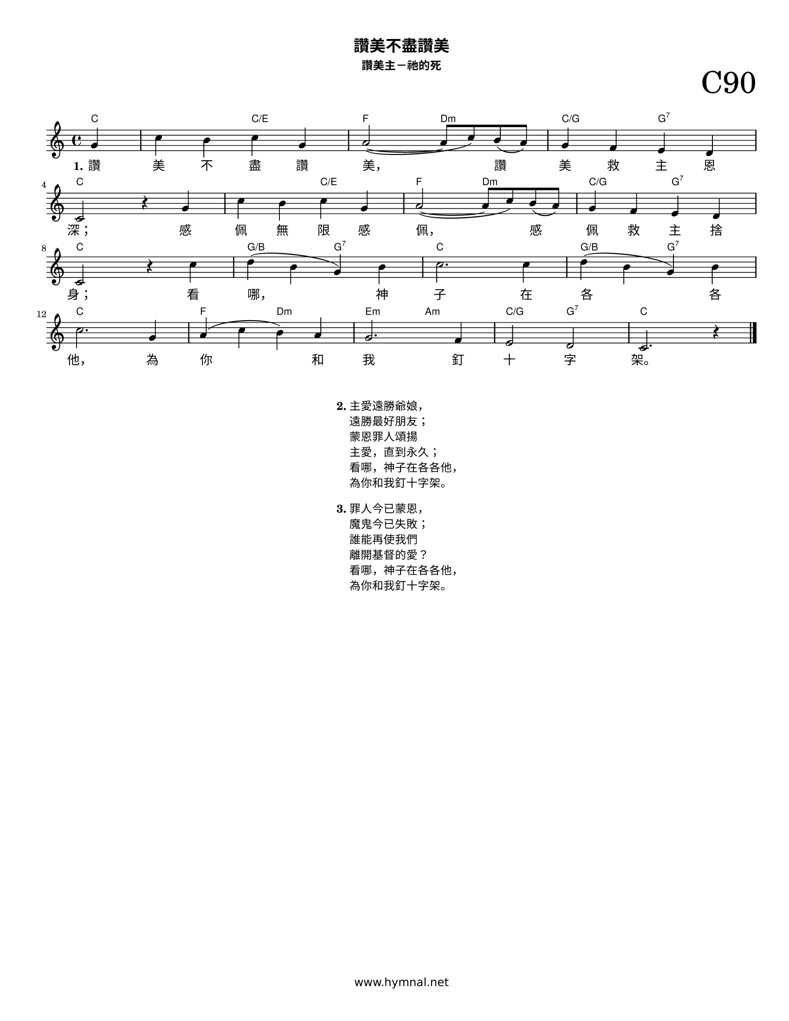 讚美不盡讚美
讚美主－祂的死
C90
C C/E F Dm C/G G7
1. 讚 美 不 盡 讚 美， 讚 美 救 主 恩
4 C C/E F Dm C/G G7
深； 感 佩 無 限 感 佩， 感 佩 救 主 捨
8 C G/B G7 C G/B G7
身； 看 哪， 神 子 在 各 各
12 C F Dm Em Am C/G G7 C
他， 為 你 和 我 釘 十 字 架。
2. 主愛遠勝爺娘，
遠勝最好朋友；
蒙恩罪人頌揚
主愛，直到永久；
看哪，神子在各各他，
為你和我釘十字架。
3. 罪人今已蒙恩，
魔鬼今已失敗；
誰能再使我們
離開基督的愛？
看哪，神子在各各他，
為你和我釘十字架。
www.hymnal.net